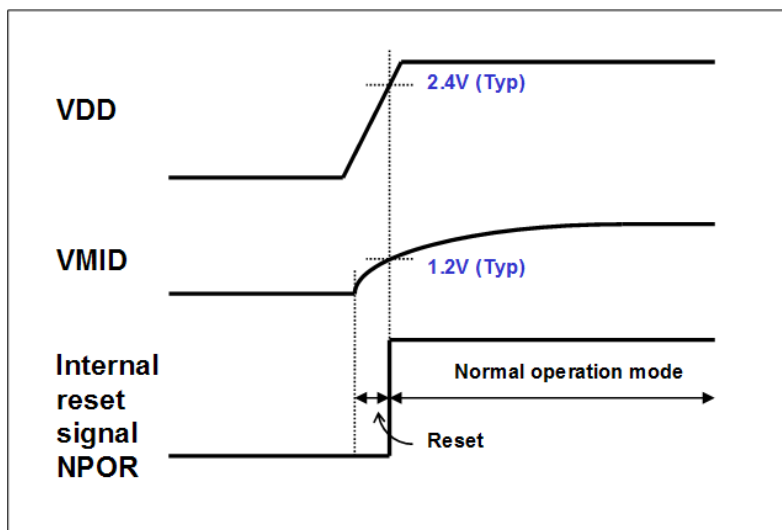 VDD
2.4V (Typ)
VMID
1.2V (Typ)
Internal
reset
signal
NPOR
Normal operation mode
Reset